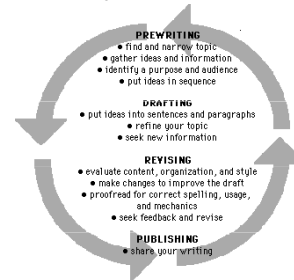 PREWRITING
• find and narrow topic
• gather ideas and information
• identify a purpose and audience
• put ideas in sequence
DRAFTING
• put ideas into sentences and paragraphs
• refine your topic
• seek new information
REVISING
• evaluate content, organization, and style
• make changes to improve the draft
• proofread for correct spelling, usage,
and mechanics
• seek feedback and revise
PUBLISHING
• share your writing